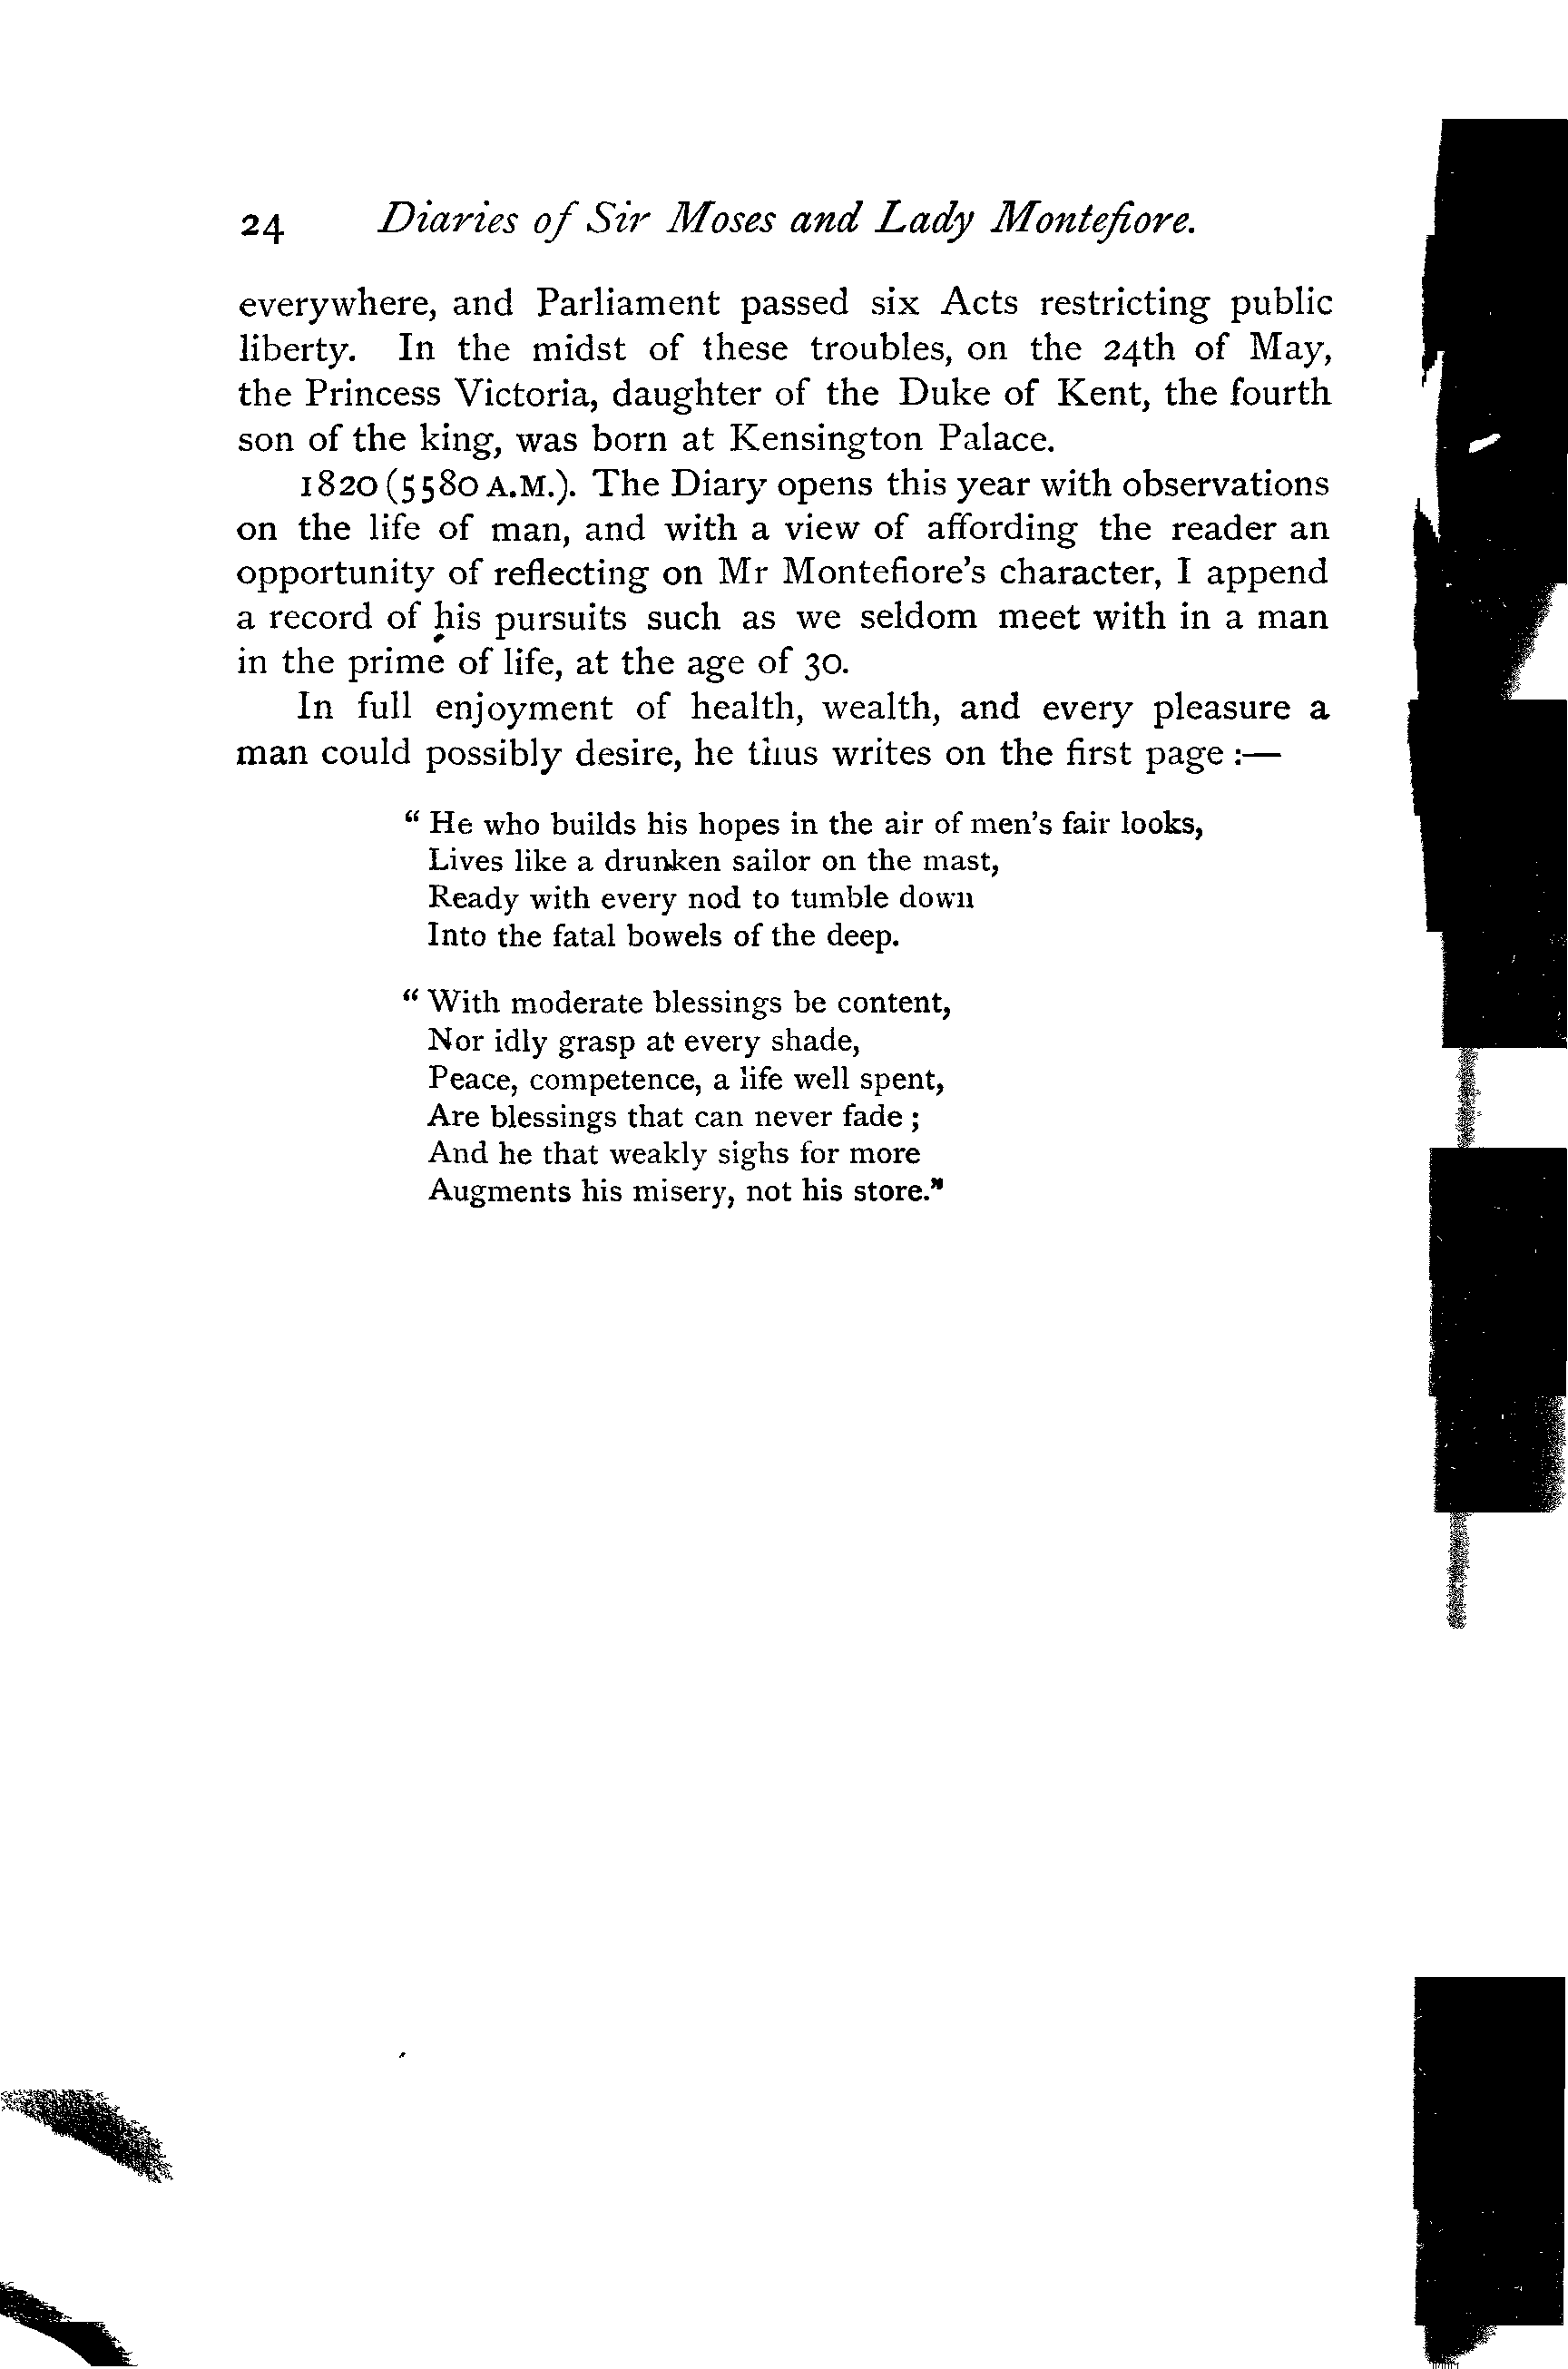 24 Diaries of Sir Moses and Lady Montefiore.
everywhere, and Parliament passed six Acts restricting public
liberty. In the midst of these troubles, on the 24th of May,
the Princess Victoria, daughter of the Duke of Kent, the fourth
son of the king, was born at Kensington Palace.
1820 (5580 A.M.). The Diary opens this year with observations
on the life of man, and with a view of affording the reader an
opportunity of reflecting on Mr Montefiore's character, I append
a record of his pursuits such as we seldom meet with in a man
in the prime of life, at the age of 30.
In full enjoyment of health, wealth, and every pleasure a
man could possibly desire, he thus writes on the first page :—
“ He who builds his hopes in the air of men's fair looks,
Lives like a drunken sailor on the mast,
Ready with every nod to tumble down
Into the fatal bowels of the deep.
“ With moderate blessings be content,
Nor idly grasp at every shade,
Peace, competence, a life well spent,
Are blessings that can never fade ;
And he that weakly sighs for more
Augments his misery, not his store.”